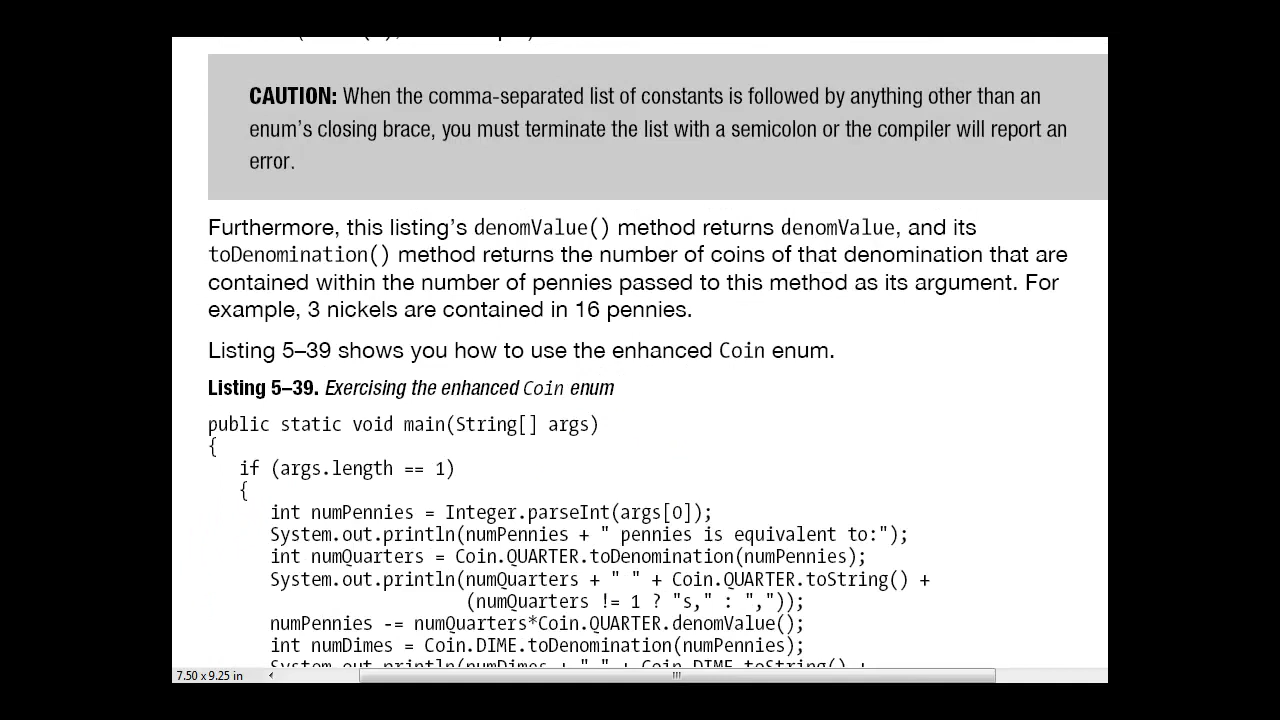 CAUTION: When the comma-separated list of constants is followed by anything other than an
enum's closing brace, you must terminate the list with a semicolon or the compiler will report an
error.
Furthermore, this listing's denomValue() method returns denomValue, and its
toDenomination() method returns the number of coins of that denomination that are
contained within the number of pennies passed to this method as its argument. For
example, 3 nickels are contained in 16 pennies.
Listing 5–39 shows you how to use the enhanced Coin enum.
Listing 5–39. Exercising the enhanced Coin enum
public static void main(String[] args)
{
if (args.length == 1)
{
int numPennies = Integer.parseInt(args[0]);
System.out.println(numPennies + " pennies is equivalent to:");
int numQuarters = Coin.QUARTER.toDenomination(numPennies);
System.out.println(numQuarters + " " + Coin.QUARTER.toString() +
(numQuarters != 1 ? "s," : ","));
numPennies -= numQuarters*Coin.QUARTER.denomValue();
int numDimes = Coin.DIME.toDenomination(numPennies);
System.out.println(numDimes + " " + Coin.DIME.toString() +
7.50 x 9.25 in